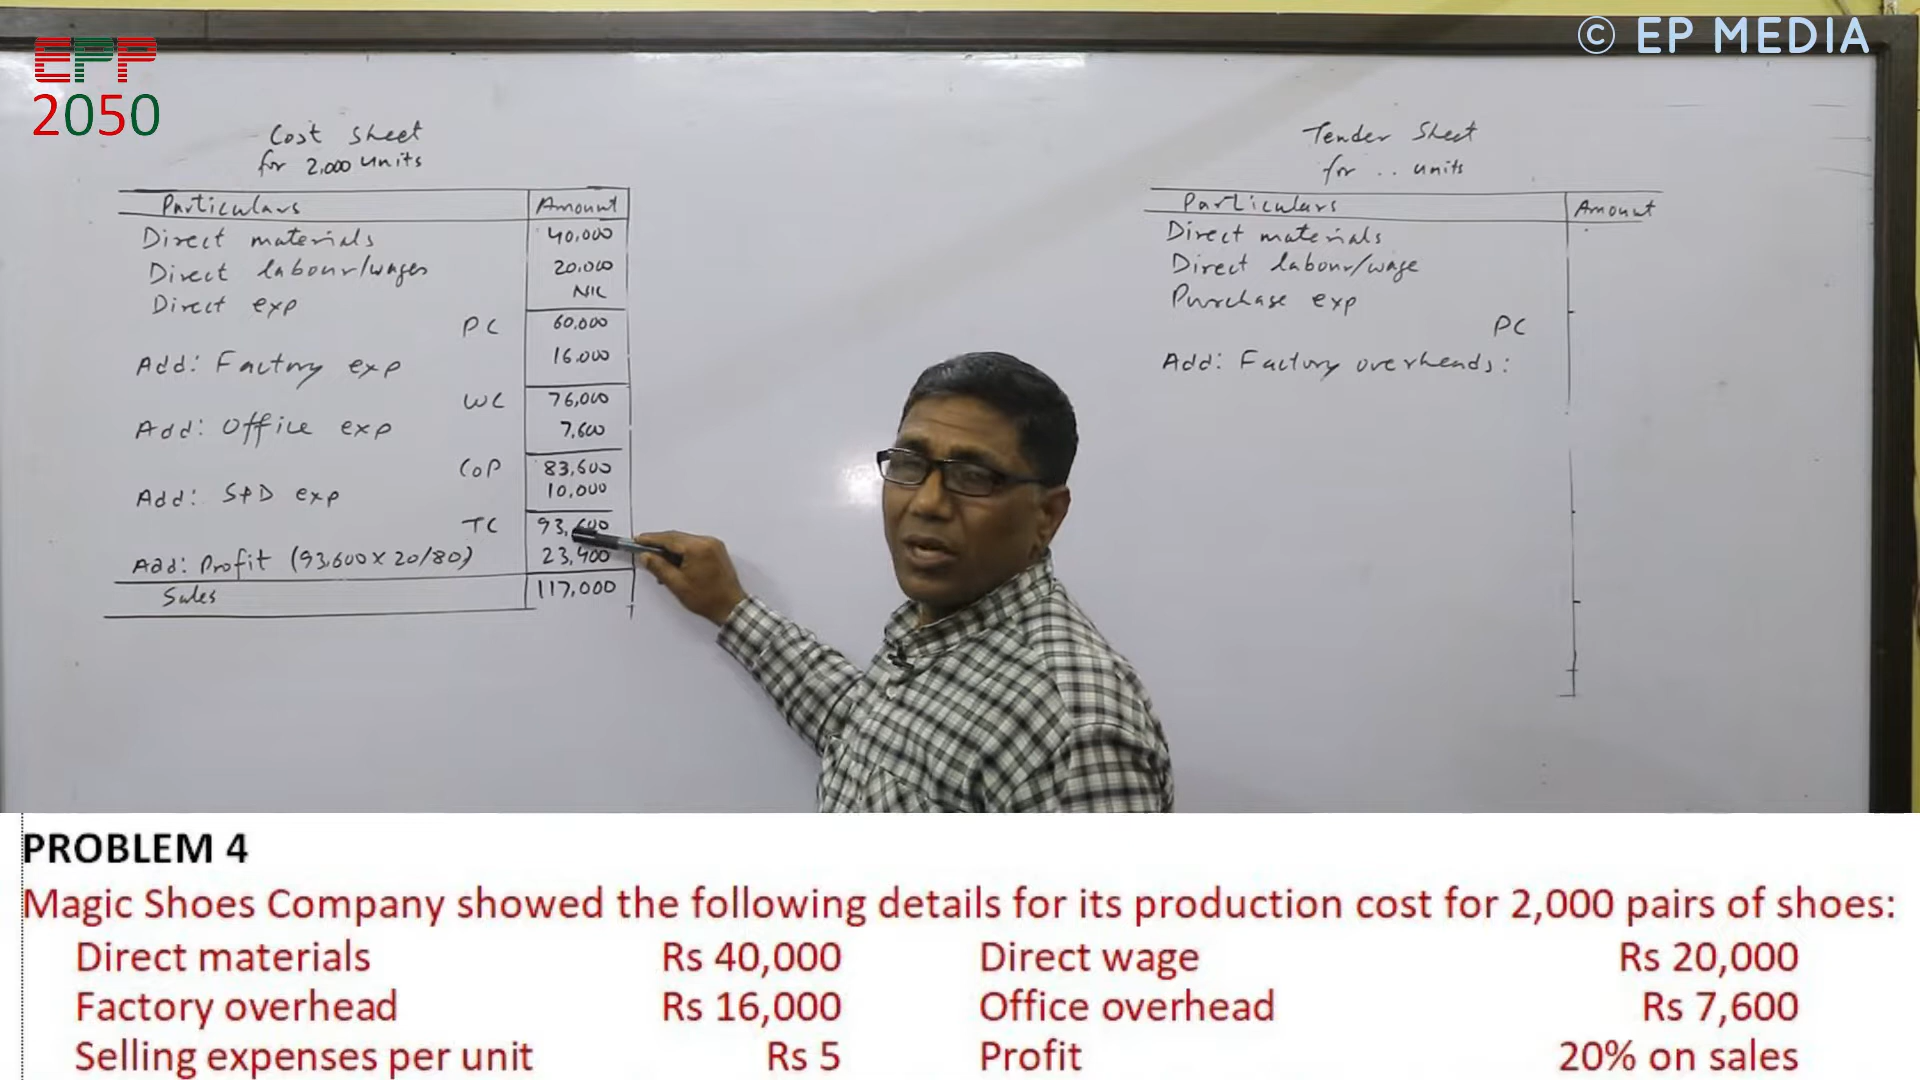 EPP
2050
© EP MEDIA
Cost Sheet
for 2,000 units
Particulars Amount
Direct materials 40,000
Direct labour/wages 20,000
Direct exp NIL
PC 60,000
Add: Factory exp 16,000
WC 76,000
Add: Office exp 7,600
CoP 83,600
Add: S+D exp 10,000
TC 93,600
Add: Profit (93,600 x 20/80) 23,400
Sales 117,000
Tender Sheet
for .. units
Particulars Amount
Direct materials
Direct labour/wage
Purchase exp
PC
Add: Factory overheads:
PROBLEM 4
Magic Shoes Company showed the following details for its production cost for 2,000 pairs of shoes:
Direct materials Rs 40,000 Direct wage Rs 20,000
Factory overhead Rs 16,000 Office overhead Rs 7,600
Selling expenses per unit Rs 5 Profit 20% on sales